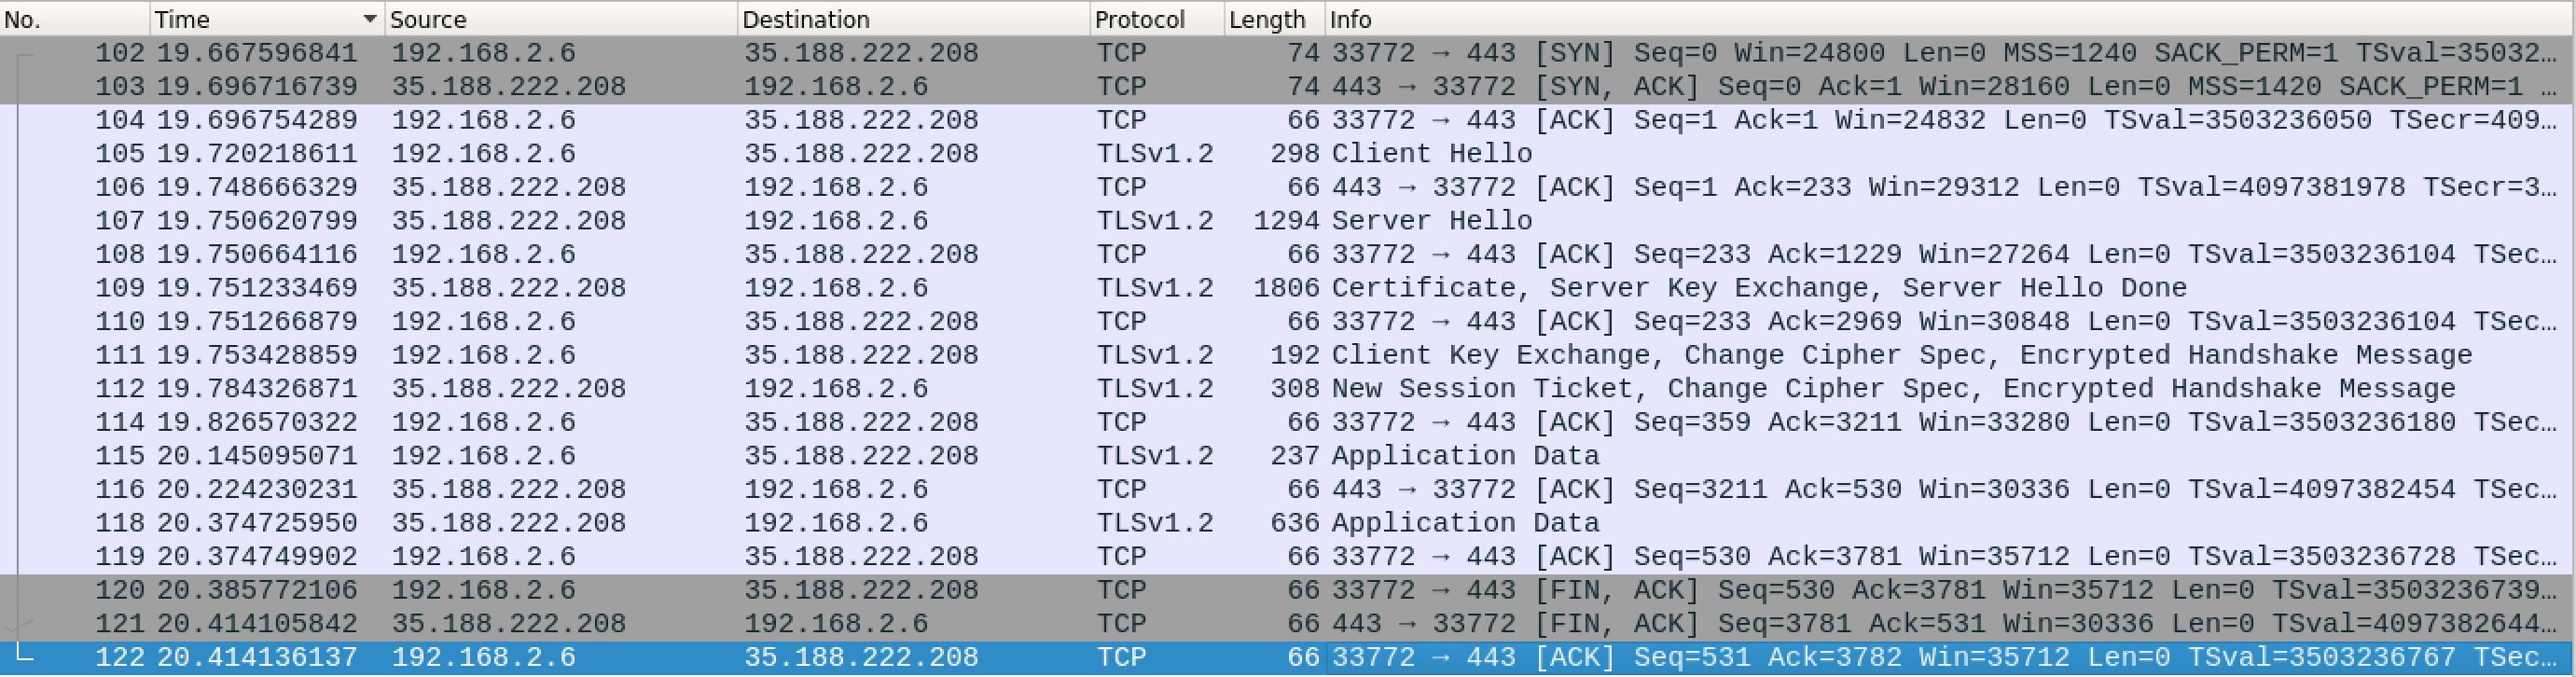 No. Time Source Destination Protocol Length Info
102 19.667596841 192.168.2.6 35.188.222.208 TCP 74 33772 → 443 [SYN] Seq=0 Win=24800 Len=0 MSS=1240 SACK_PERM=1 TSval=35032…
103 19.696716739 35.188.222.208 192.168.2.6 TCP 74 443 → 33772 [SYN, ACK] Seq=0 Ack=1 Win=28160 Len=0 MSS=1420 SACK_PERM=1 …
104 19.696754289 192.168.2.6 35.188.222.208 TCP 66 33772 → 443 [ACK] Seq=1 Ack=1 Win=24832 Len=0 TSval=3503236050 TSecr=409…
105 19.720218611 192.168.2.6 35.188.222.208 TLSv1.2 298 Client Hello
106 19.748666329 35.188.222.208 192.168.2.6 TCP 66 443 → 33772 [ACK] Seq=1 Ack=233 Win=29312 Len=0 TSval=4097381978 TSecr=3…
107 19.750620799 35.188.222.208 192.168.2.6 TLSv1.2 1294 Server Hello
108 19.750664116 192.168.2.6 35.188.222.208 TCP 66 33772 → 443 [ACK] Seq=233 Ack=1229 Win=27264 Len=0 TSval=3503236104 TSec…
109 19.751233469 35.188.222.208 192.168.2.6 TLSv1.2 1806 Certificate, Server Key Exchange, Server Hello Done
110 19.751266879 192.168.2.6 35.188.222.208 TCP 66 33772 → 443 [ACK] Seq=233 Ack=2969 Win=30848 Len=0 TSval=3503236104 TSec…
111 19.753428859 192.168.2.6 35.188.222.208 TLSv1.2 192 Client Key Exchange, Change Cipher Spec, Encrypted Handshake Message
112 19.784326871 35.188.222.208 192.168.2.6 TLSv1.2 308 New Session Ticket, Change Cipher Spec, Encrypted Handshake Message
114 19.826570322 192.168.2.6 35.188.222.208 TCP 66 33772 → 443 [ACK] Seq=359 Ack=3211 Win=33280 Len=0 TSval=3503236180 TSec…
115 20.145095071 192.168.2.6 35.188.222.208 TLSv1.2 237 Application Data
116 20.224230231 35.188.222.208 192.168.2.6 TCP 66 443 → 33772 [ACK] Seq=3211 Ack=530 Win=30336 Len=0 TSval=4097382454 TSec…
118 20.374725950 35.188.222.208 192.168.2.6 TLSv1.2 636 Application Data
119 20.374749902 192.168.2.6 35.188.222.208 TCP 66 33772 → 443 [ACK] Seq=530 Ack=3781 Win=35712 Len=0 TSval=3503236728 TSec…
120 20.385772106 192.168.2.6 35.188.222.208 TCP 66 33772 → 443 [FIN, ACK] Seq=530 Ack=3781 Win=35712 Len=0 TSval=3503236739…
121 20.414105842 35.188.222.208 192.168.2.6 TCP 66 443 → 33772 [FIN, ACK] Seq=3781 Ack=531 Win=30336 Len=0 TSval=4097382644…
122 20.414136137 192.168.2.6 35.188.222.208 TCP 66 33772 → 443 [ACK] Seq=531 Ack=3782 Win=35712 Len=0 TSval=3503236767 TSec…